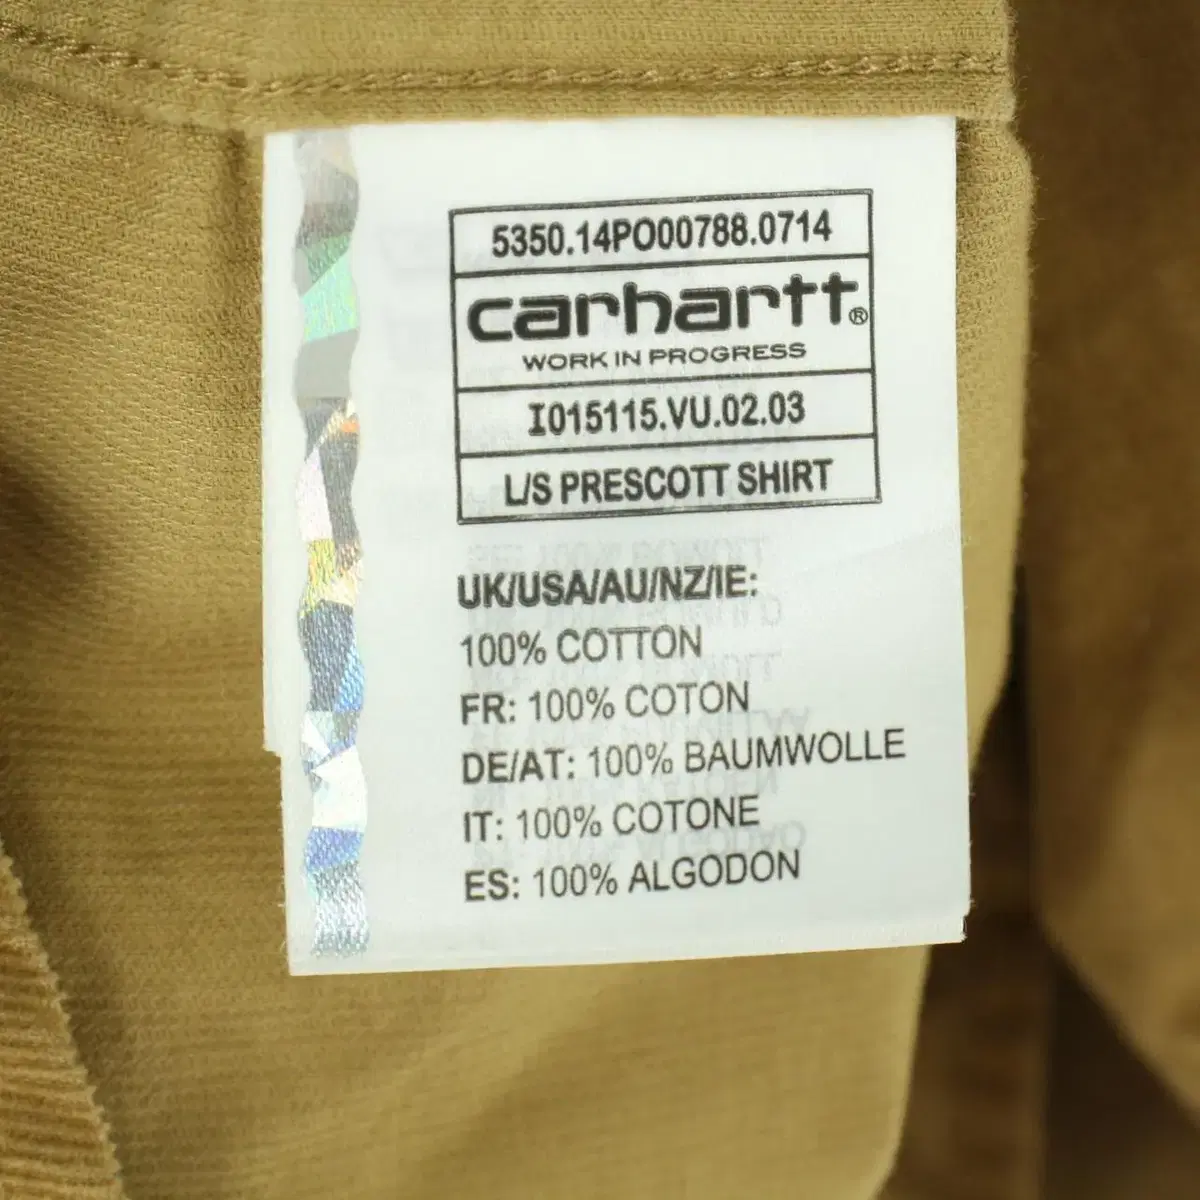 5350.14PO00788.0714
carhartt®
WORK IN PROGRESS
I015115.VU.02.03
L/S PRESCOTT SHIRT
UK/USA/AU/NZ/IE:
100% COTTON
FR: 100% COTON
DE/AT: 100% BAUMWOLLE
IT: 100% COTONE
ES: 100% ALGODON